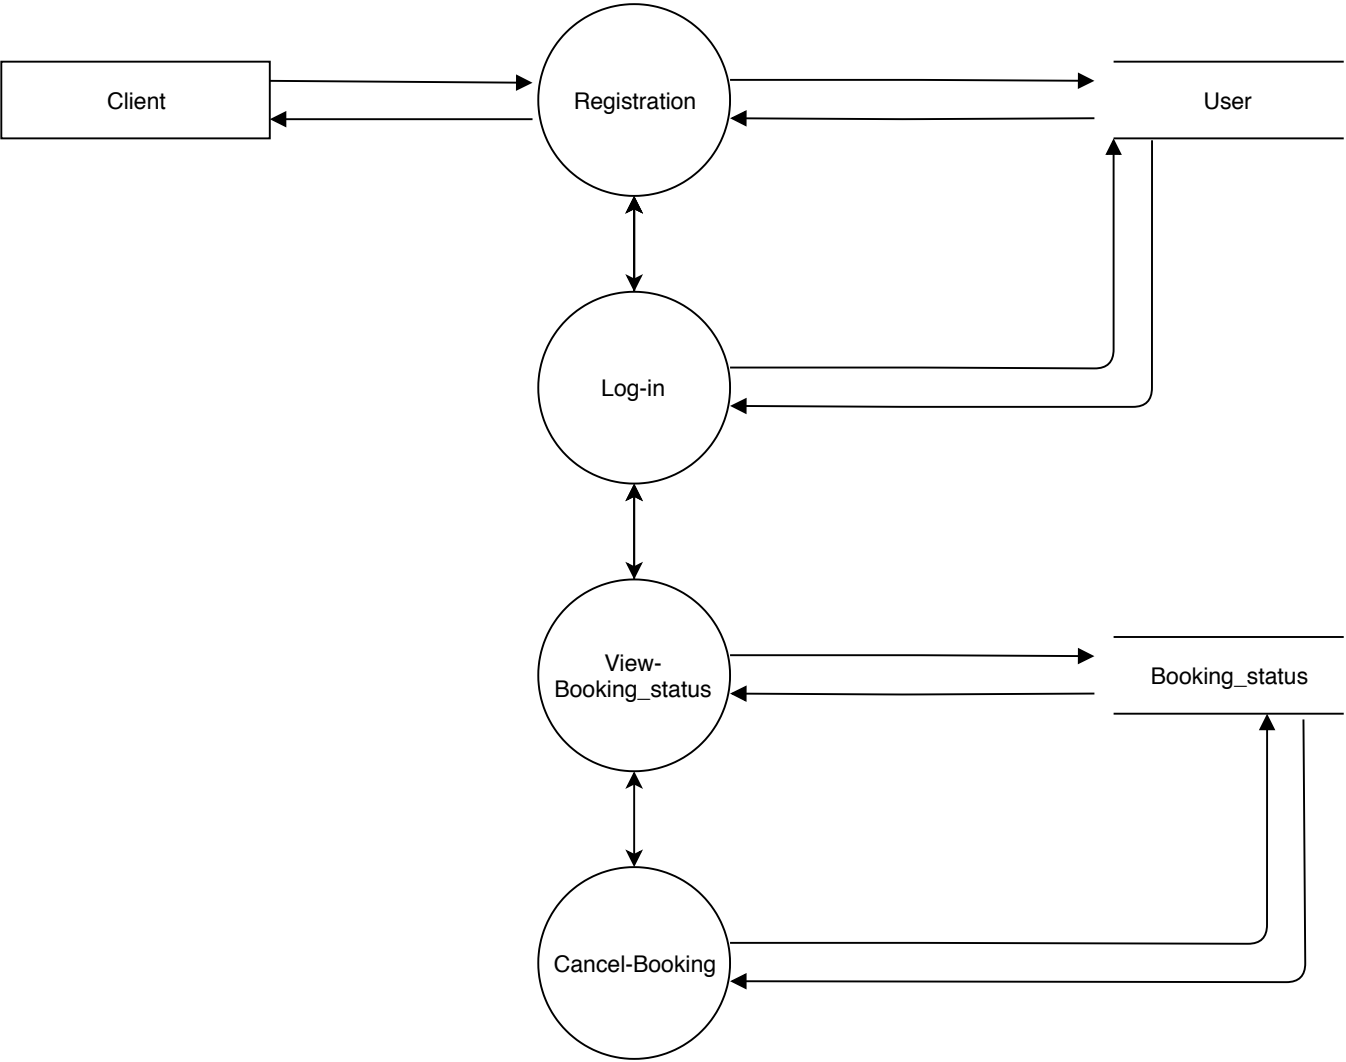 Client
Registration
User
Log-in
View-
Booking_status
Booking_status
Cancel-Booking